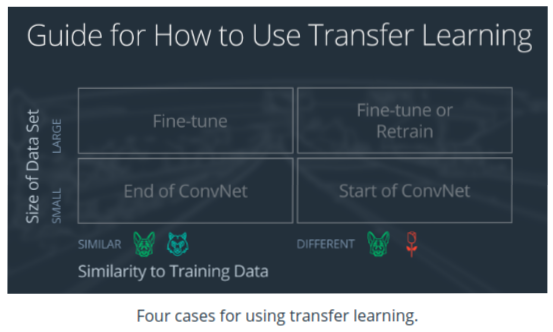 Guide for How to Use Transfer Learning
Size of Data Set
LARGE
Fine-tune
Fine-tune or
Retrain
SMALL
End of ConvNet
Start of ConvNet
SIMILAR
DIFFERENT
Similarity to Training Data
Four cases for using transfer learning.